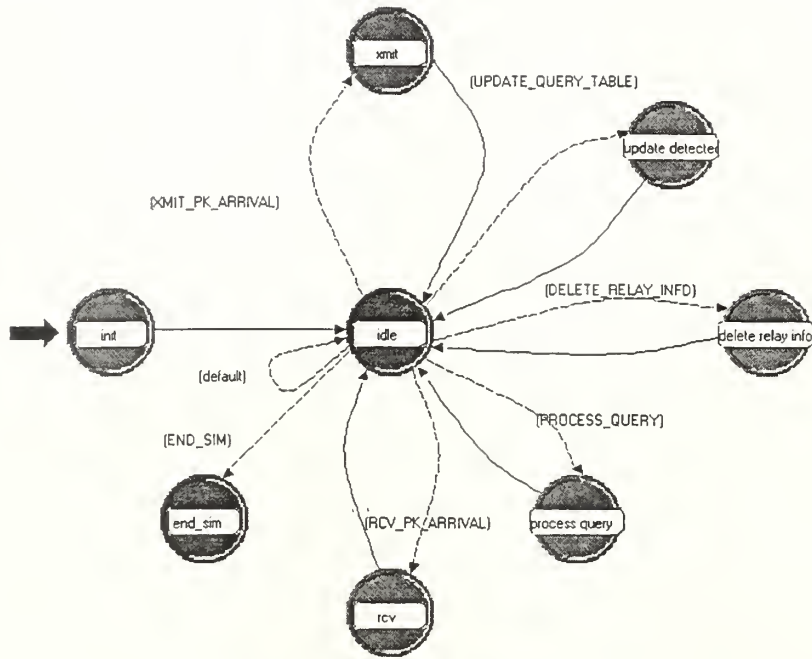 xmit
(UPDATE_QUERY_TABLE)
update detected
(XMIT_PK_ARRIVAL)
(DELETE_RELAY_INFO)
init
idle
delete relay info
(default)
(PROCESS_QUERY)
(END_SIM)
end_sim
(RCV_PK_ARRIVAL)
process query
rcv